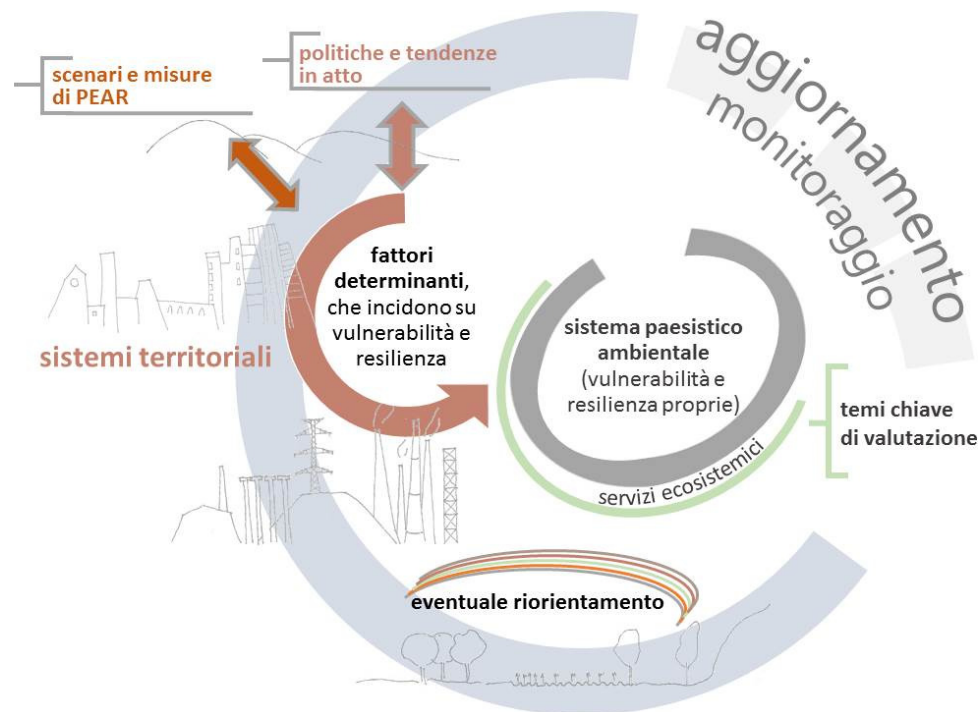 politiche e tendenze
in atto
scenari e misure
di PEAR
aggiornamento
monitoraggio
fattori
determinanti,
che incidono su
vulnerabilità e
resilienza
sistema paesistico
ambientale
(vulnerabilità e
resilienza proprie)
sistemi territoriali
temi chiave
di valutazione
servizi ecosistemici
eventuale riorientamento